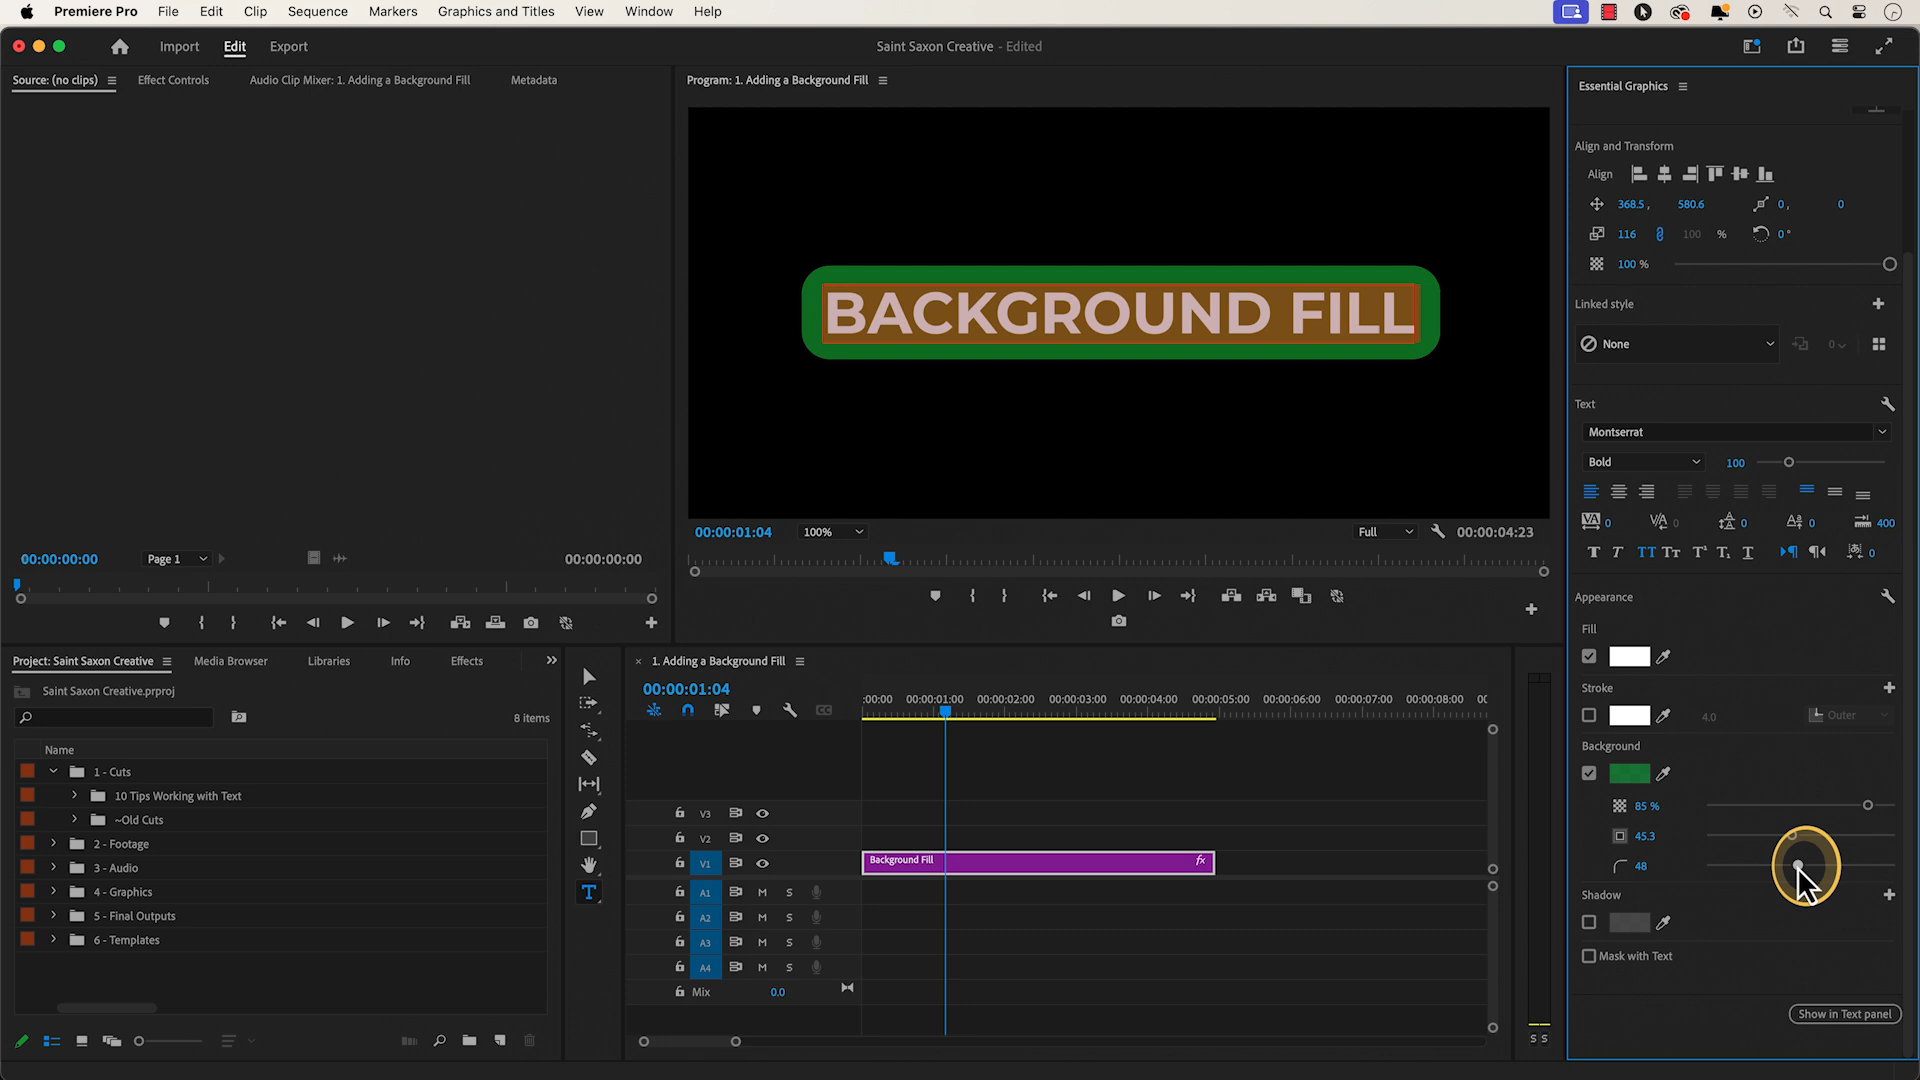 Premiere Pro File Edit Clip Sequence Markers Graphics and Titles View Window Help
Import Edit Export
Saint Saxon Creative - Edited
Source: (no clips) Effect Controls Audio Clip Mixer: 1. Adding a Background Fill Metadata
Program: 1. Adding a Background Fill
Essential Graphics
Align and Transform
Align
368.5 , 580.6 0 , 0
116 100 % 0 °
100 %
Linked style
None 0
BACKGROUND FILL
Text
Montserrat
Bold 100
0 0 0 0 400
0
00:00:01:04 100% Full 00:00:04:23
00:00:00:00 Page 1 00:00:00:00
Appearance
Fill
Stroke
4.0 Outer
Background
85 %
45.3
48
Shadow
Mask with Text
Show in Text panel
Project: Saint Saxon Creative Media Browser Libraries Info Effects
Saint Saxon Creative.prproj
8 items
Name
1 - Cuts
10 Tips Working with Text
~Old Cuts
2 - Footage
3 - Audio
4 - Graphics
5 - Final Outputs
6 - Templates
1. Adding a Background Fill
00:00:01:04
:00:00 00:00:01:00 00:00:02:00 00:00:03:00 00:00:04:00 00:00:05:00 00:00:06:00 00:00:07:00 00:00:08:00
V3
V2
V1
Background Fill fx
A1 M S
A2 M S
A3 M S
A4 M S
Mix 0.0
S S